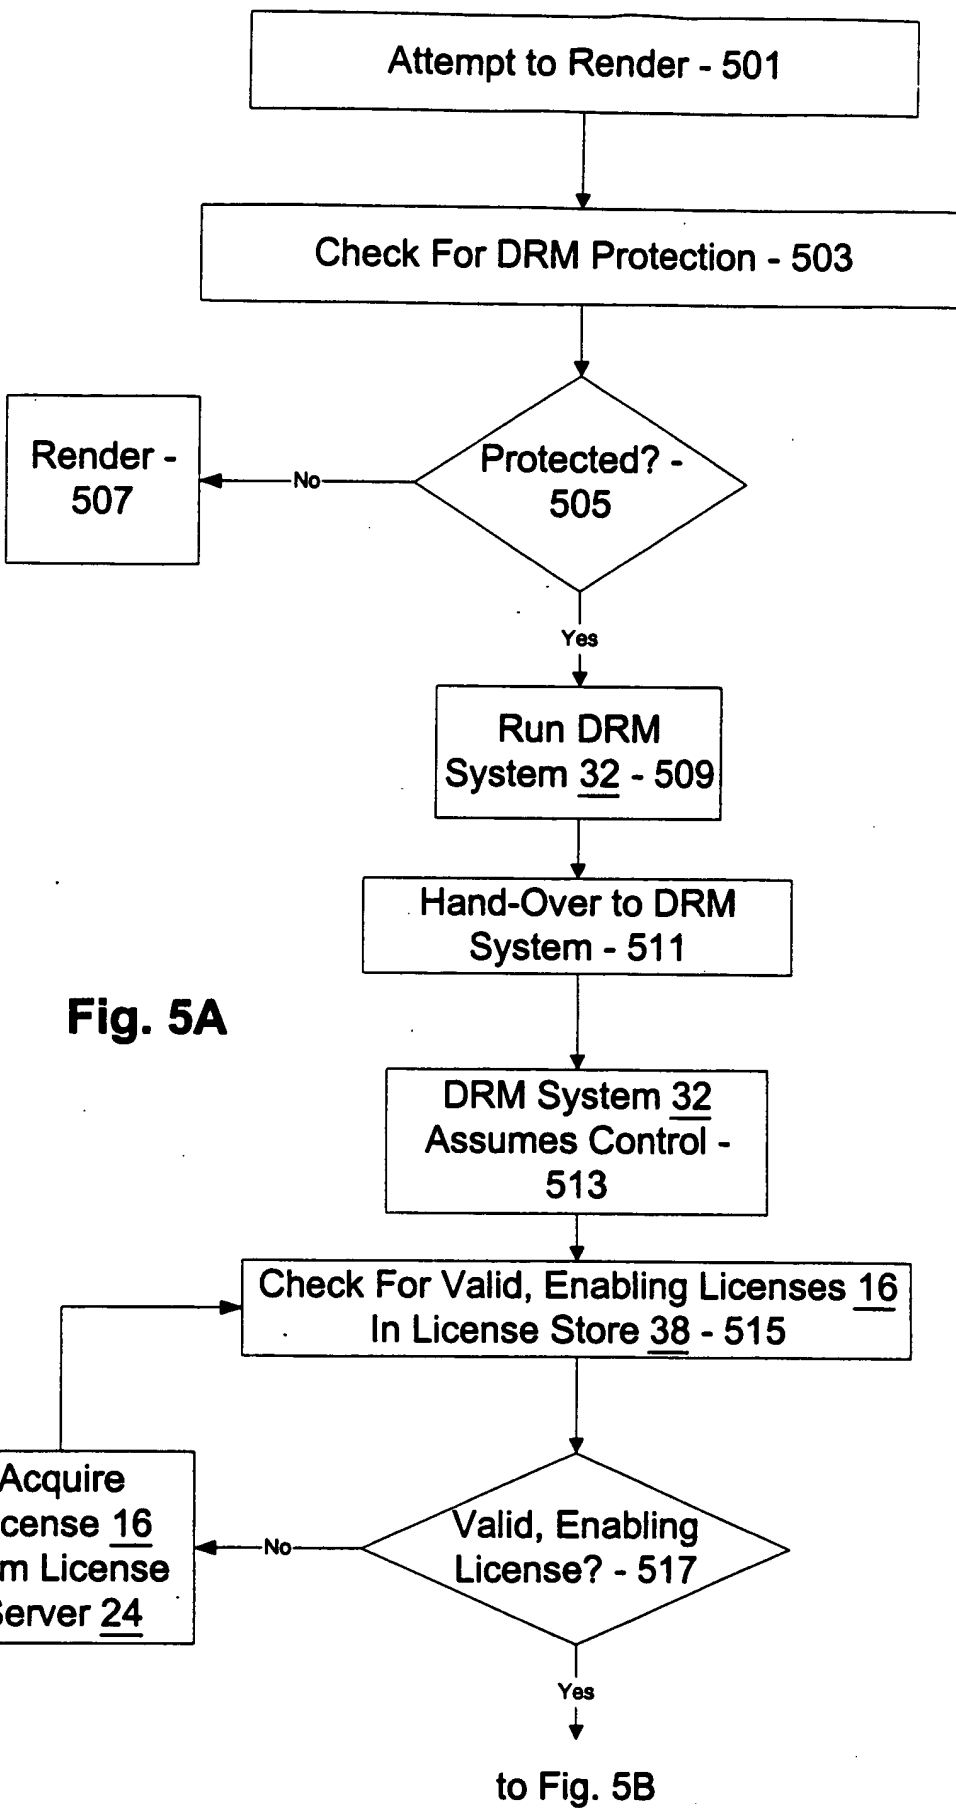 Attempt to Render - 501
Check For DRM Protection - 503
Protected? -
505
No
Render -
507
Yes
Run DRM
System 32 - 509
Hand-Over to DRM
System - 511
Fig. 5A
DRM System 32
Assumes Control -
513
Check For Valid, Enabling Licenses 16
In License Store 38 - 515
Valid, Enabling
License? - 517
No
Acquire
cense 16
m License
Server 24
Yes
to Fig. 5B